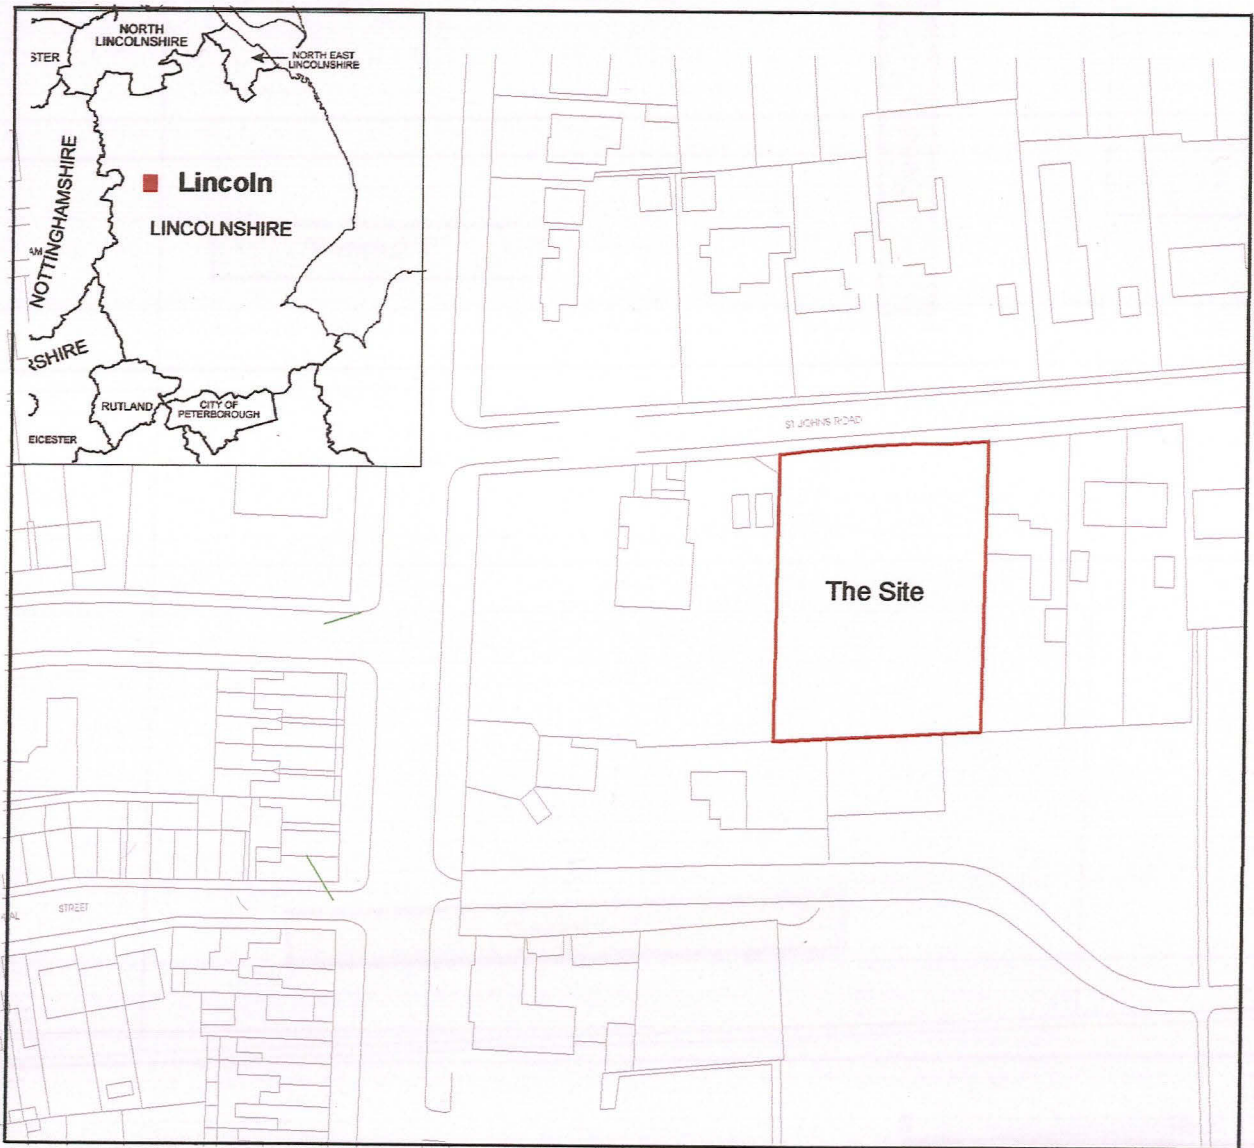 NORTH
LINCOLNSHIRE
STER
NORTH EAST
LINCOLNSHIRE
NOTTINGHAMSHIRE
Lincoln
LINCOLNSHIRE
AM
SHIRE
RUTLAND
CITY OF
PETERBOROUGH
EICESTER
ST JOHNS ROAD
The Site
STREET